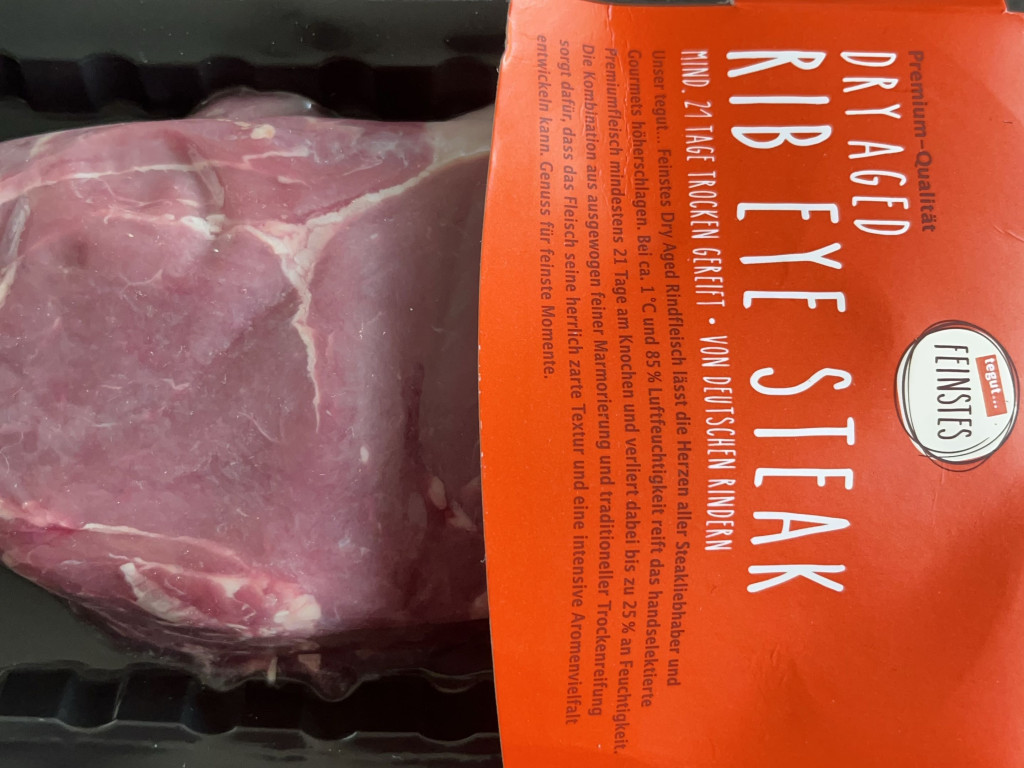 Premium-Qualität
DRY AGED
RIB EYE STEAK
MIND. 21 TAGE TROCKEN GEREIFT • VON DEUTSCHEN RINDERN
Unser tegut... Feinstes Dry Aged Rindfleisch lässt die Herzen aller Steakliebhaber und
Gourmets höherschlagen. Bei ca. 1 °C und 85 % Luftfeuchtigkeit reift das handselektierte
Premiumfleisch mindestens 21 Tage am Knochen und verliert dabei bis zu 25 % an Feuchtigkeit.
Die Kombination aus ausgewogen feiner Marmorierung und traditioneller Trockenreifung
sorgt dafür, dass das Fleisch seine herrlich zarte Textur und eine intensive Aromenvielfalt
entwickeln kann. Genuss für feinste Momente.
tegut...
FEINSTES